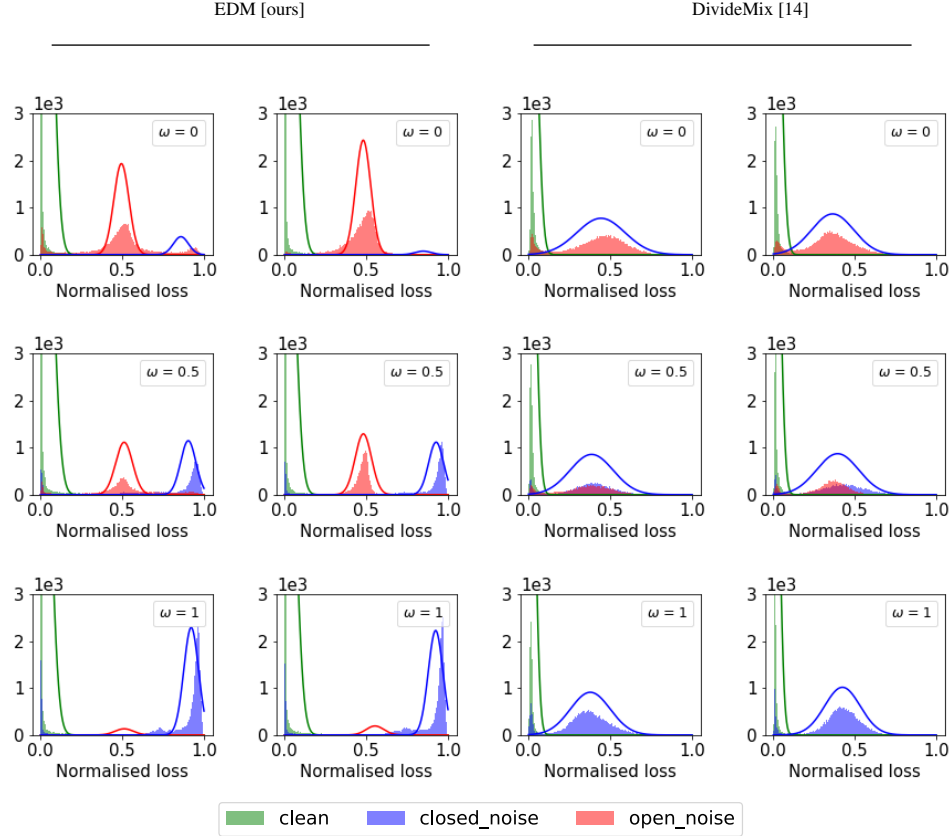 EDM [ours] DivideMix [14]
1e3 1e3 1e3 1e3
3 3 3 3
ω = 0 ω = 0 ω = 0 ω = 0
2 2 2 2
1 1 1 1
0 0 0 0
0.0 0.5 1.0 0.0 0.5 1.0 0.0 0.5 1.0 0.0 0.5 1.0
Normalised loss Normalised loss Normalised loss Normalised loss
1e3 1e3 1e3 1e3
3 3 3 3
ω = 0.5 ω = 0.5 ω = 0.5 ω = 0.5
2 2 2 2
1 1 1 1
0 0 0 0
0.0 0.5 1.0 0.0 0.5 1.0 0.0 0.5 1.0 0.0 0.5 1.0
Normalised loss Normalised loss Normalised loss Normalised loss
1e3 1e3 1e3 1e3
3 3 3 3
ω = 1 ω = 1 ω = 1 ω = 1
2 2 2 2
1 1 1 1
0 0 0 0
0.0 0.5 1.0 0.0 0.5 1.0 0.0 0.5 1.0 0.0 0.5 1.0
Normalised loss Normalised loss Normalised loss Normalised loss
clean closed_noise open_noise